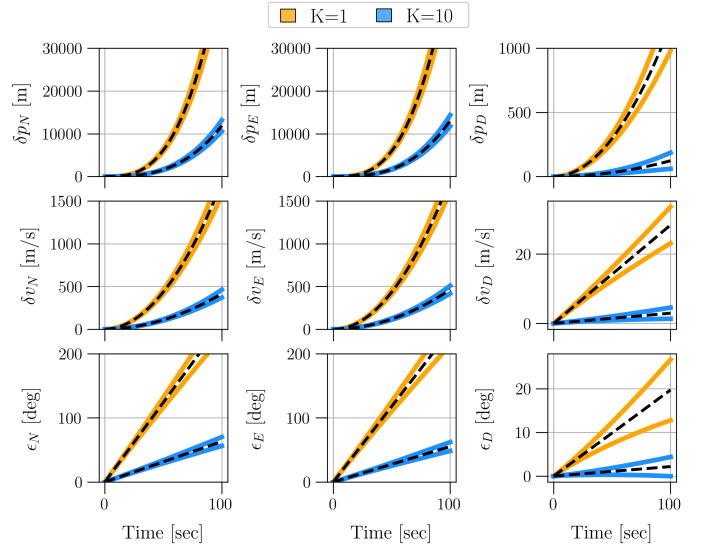 K=1 K=10
30000 30000 1000
20000 20000
500
10000 10000
0 0 0
δp_N [m] δp_E [m] δp_D [m]
1500 1500
1000 1000 20
500 500
0 0 0
δv_N [m/s] δv_E [m/s] δv_D [m/s]
200 200
20
100 100
10
0 0 0
ϵ_N [deg] ϵ_E [deg] ϵ_D [deg]
0 100 0 100 0 100
Time [sec] Time [sec] Time [sec]